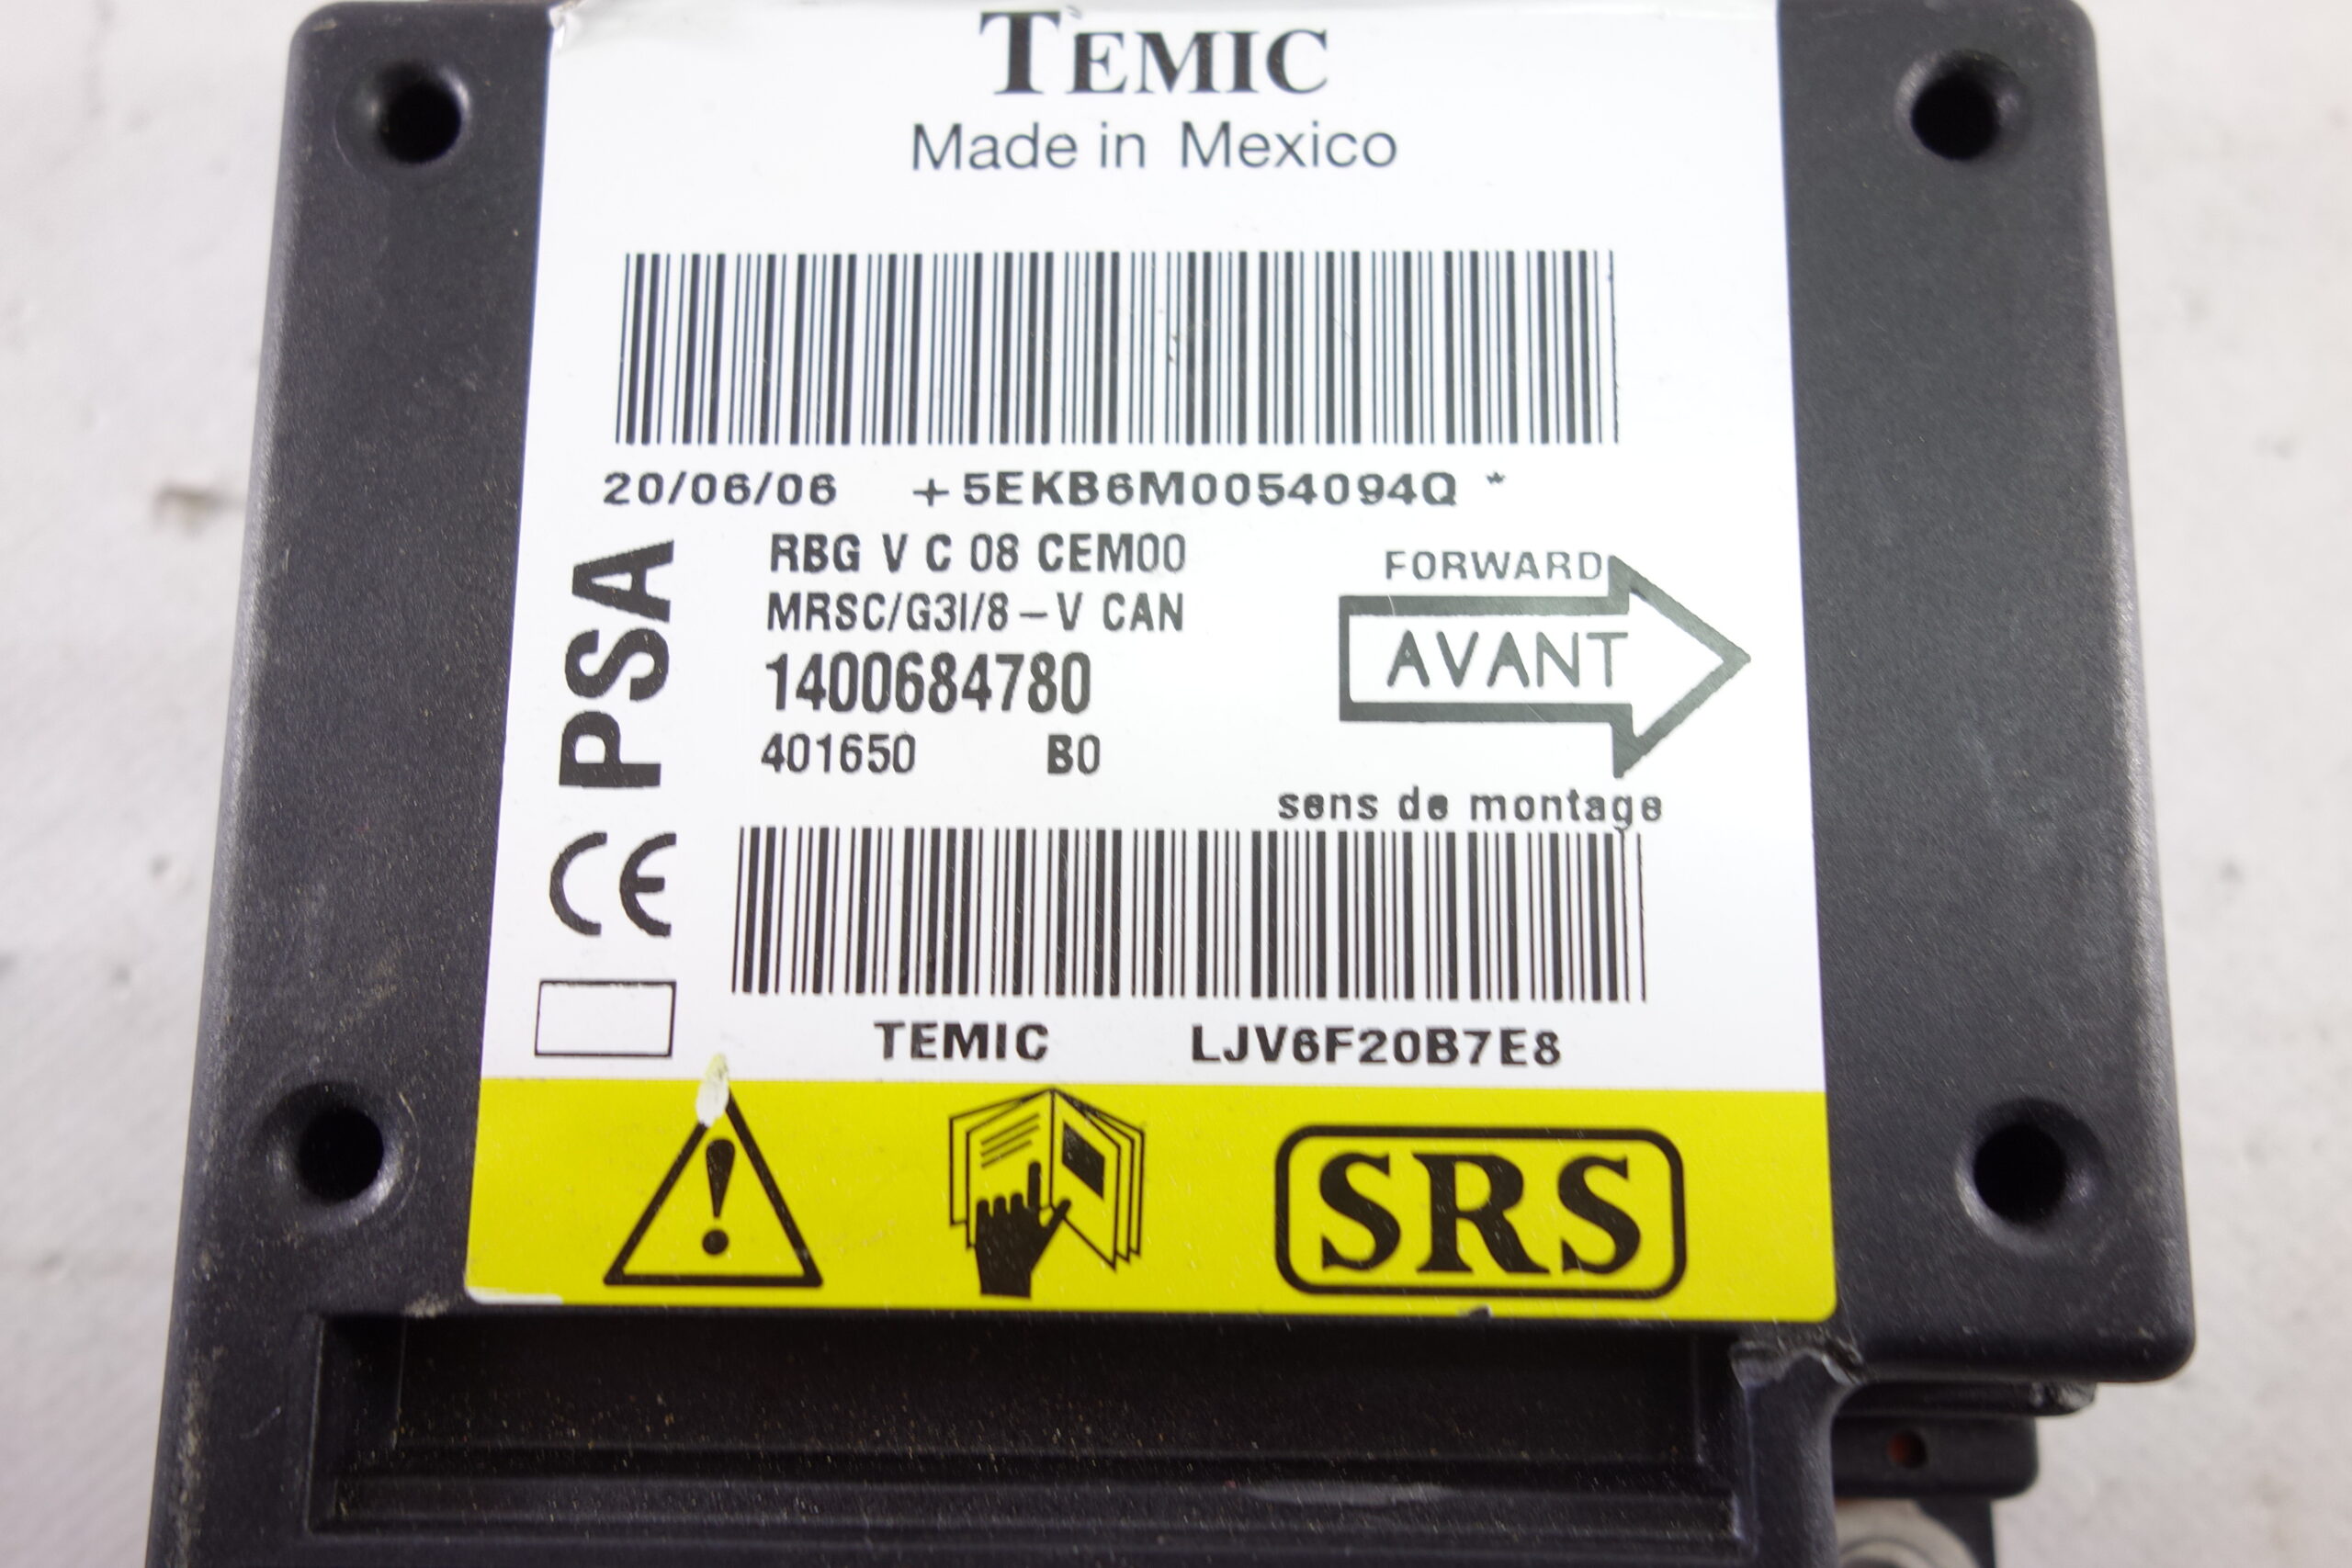 TEMIC
Made in Mexico
20/06/06 +5EKB6M0054094Q *
PSA
RBG V C 08 CEM00
MRSC/G3I/8-V CAN
1400684780
401650 B0
FORWARD
AVANT
sens de montage
CE
TEMIC LJV6F20B7E8
SRS